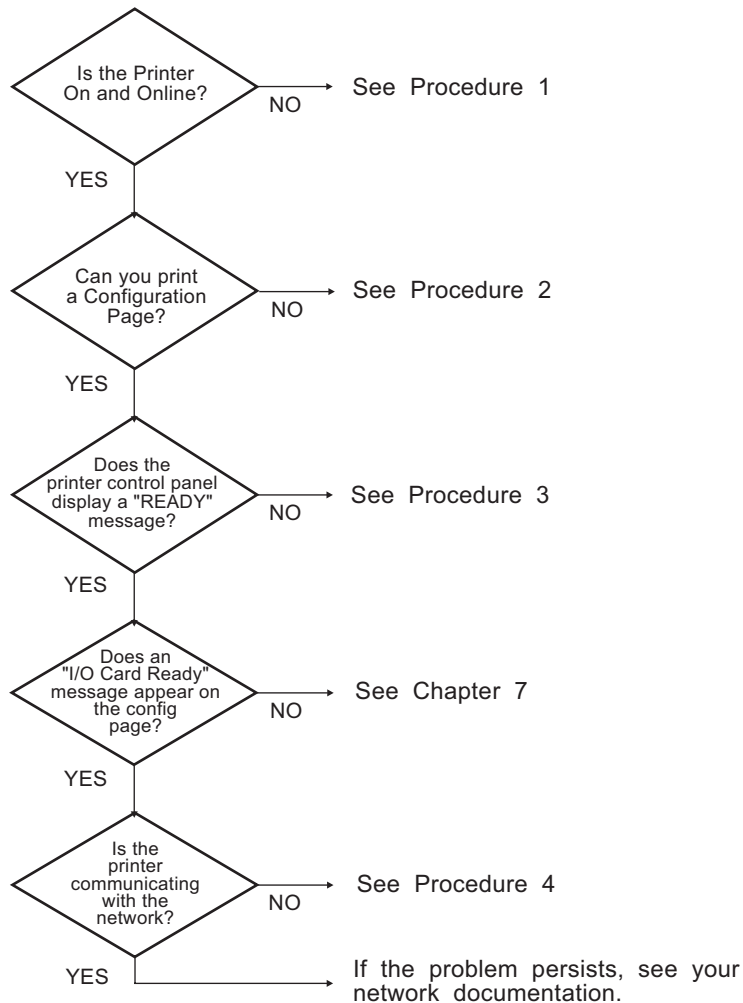 Is the Printer
On and Online?
NO
See Procedure 1
YES
Can you print
a Configuration
Page?
NO
See Procedure 2
YES
Does the
printer control panel
display a "READY"
message?
NO
See Procedure 3
YES
Does an
"I/O Card Ready"
message appear on
the config
page?
NO
See Chapter 7
YES
Is the
printer
communicating
with the
network?
NO
See Procedure 4
YES
If the problem persists, see your
network documentation.